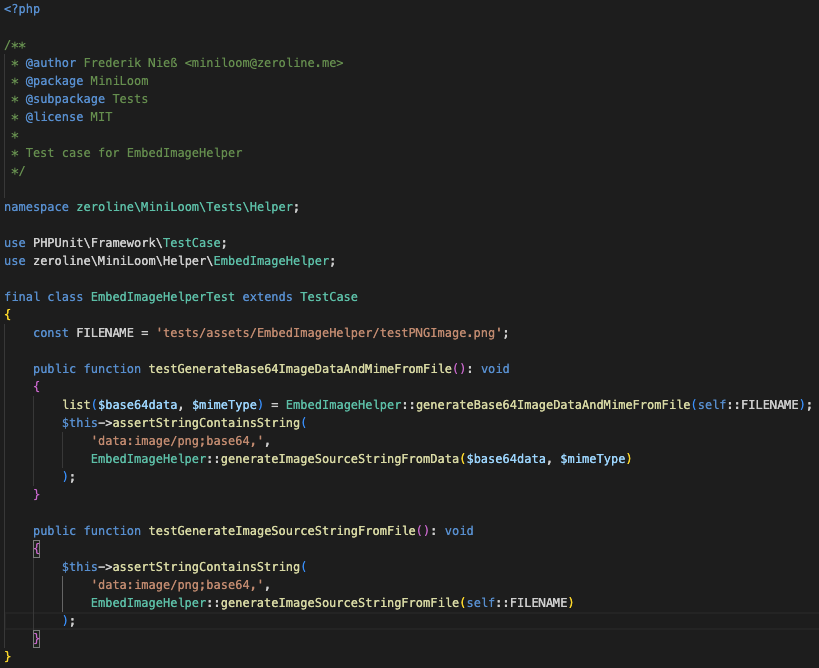 <?php
/**
 * @author Frederik Nieß <miniloom@zeroline.me>
 * @package MiniLoom
 * @subpackage Tests
 * @license MIT
 *
 * Test case for EmbedImageHelper
 */
namespace zeroline\MiniLoom\Tests\Helper;
use PHPUnit\Framework\TestCase;
use zeroline\MiniLoom\Helper\EmbedImageHelper;
final class EmbedImageHelperTest extends TestCase
{
    const FILENAME = 'tests/assets/EmbedImageHelper/testPNGImage.png';
    public function testGenerateBase64ImageDataAndMimeFromFile(): void
    {
        list($base64data, $mimeType) = EmbedImageHelper::generateBase64ImageDataAndMimeFromFile(self::FILENAME);
        $this->assertStringContainsString(
            'data:image/png;base64,',
            EmbedImageHelper::generateImageSourceStringFromData($base64data, $mimeType)
        );
    }
    public function testGenerateImageSourceStringFromFile(): void
    {
        $this->assertStringContainsString(
            'data:image/png;base64,',
            EmbedImageHelper::generateImageSourceStringFromFile(self::FILENAME)
        );
    }
}